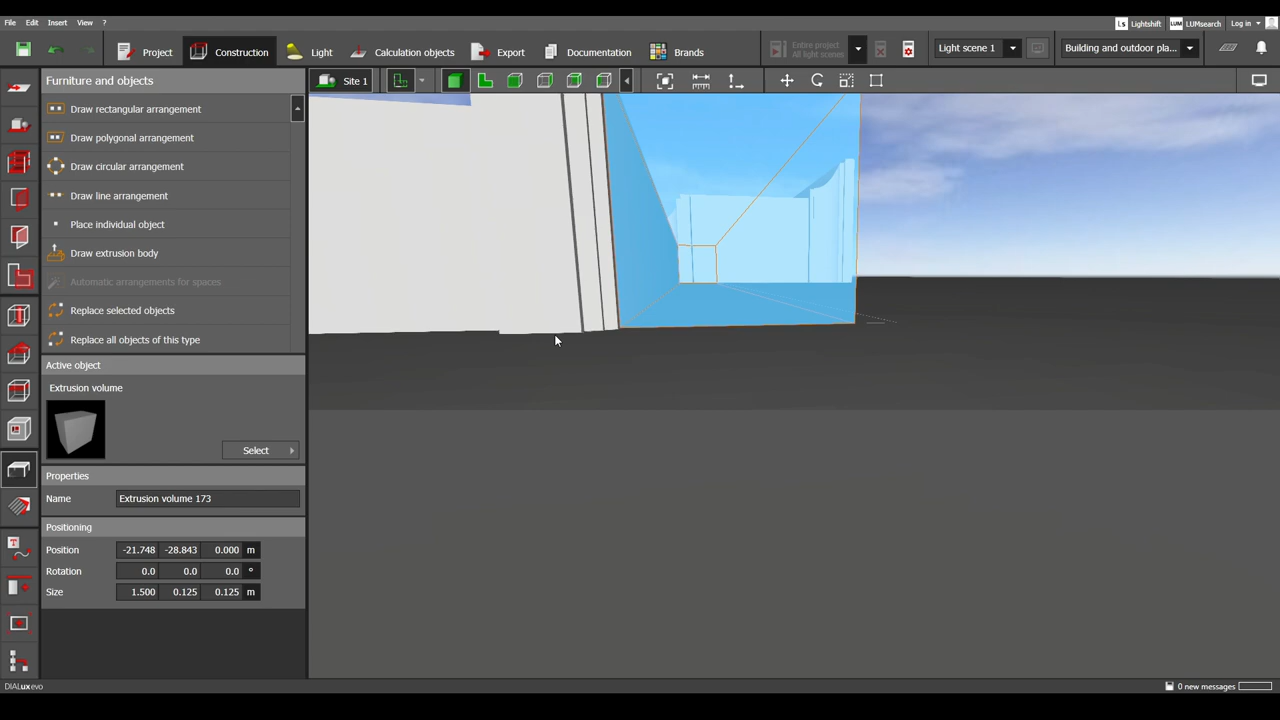 File Edit Insert View ?
Ls Lightshift LUM LUMsearch Log in
Project Construction Light Calculation objects Export Documentation Brands Entire project All light scenes Light scene 1 Building and outdoor pla...
Furniture and objects
Site 1
Draw rectangular arrangement
Draw polygonal arrangement
Draw circular arrangement
Draw line arrangement
Place individual object
Draw extrusion body
Automatic arrangements for spaces
Replace selected objects
Replace all objects of this type
Active object
Extrusion volume
Select
Properties
Name Extrusion volume 173
Positioning
Position -21.748 -28.843 0.000 m
Rotation 0.0 0.0 0.0 °
Size 1.500 0.125 0.125 m
DIALux evo
0 new messages